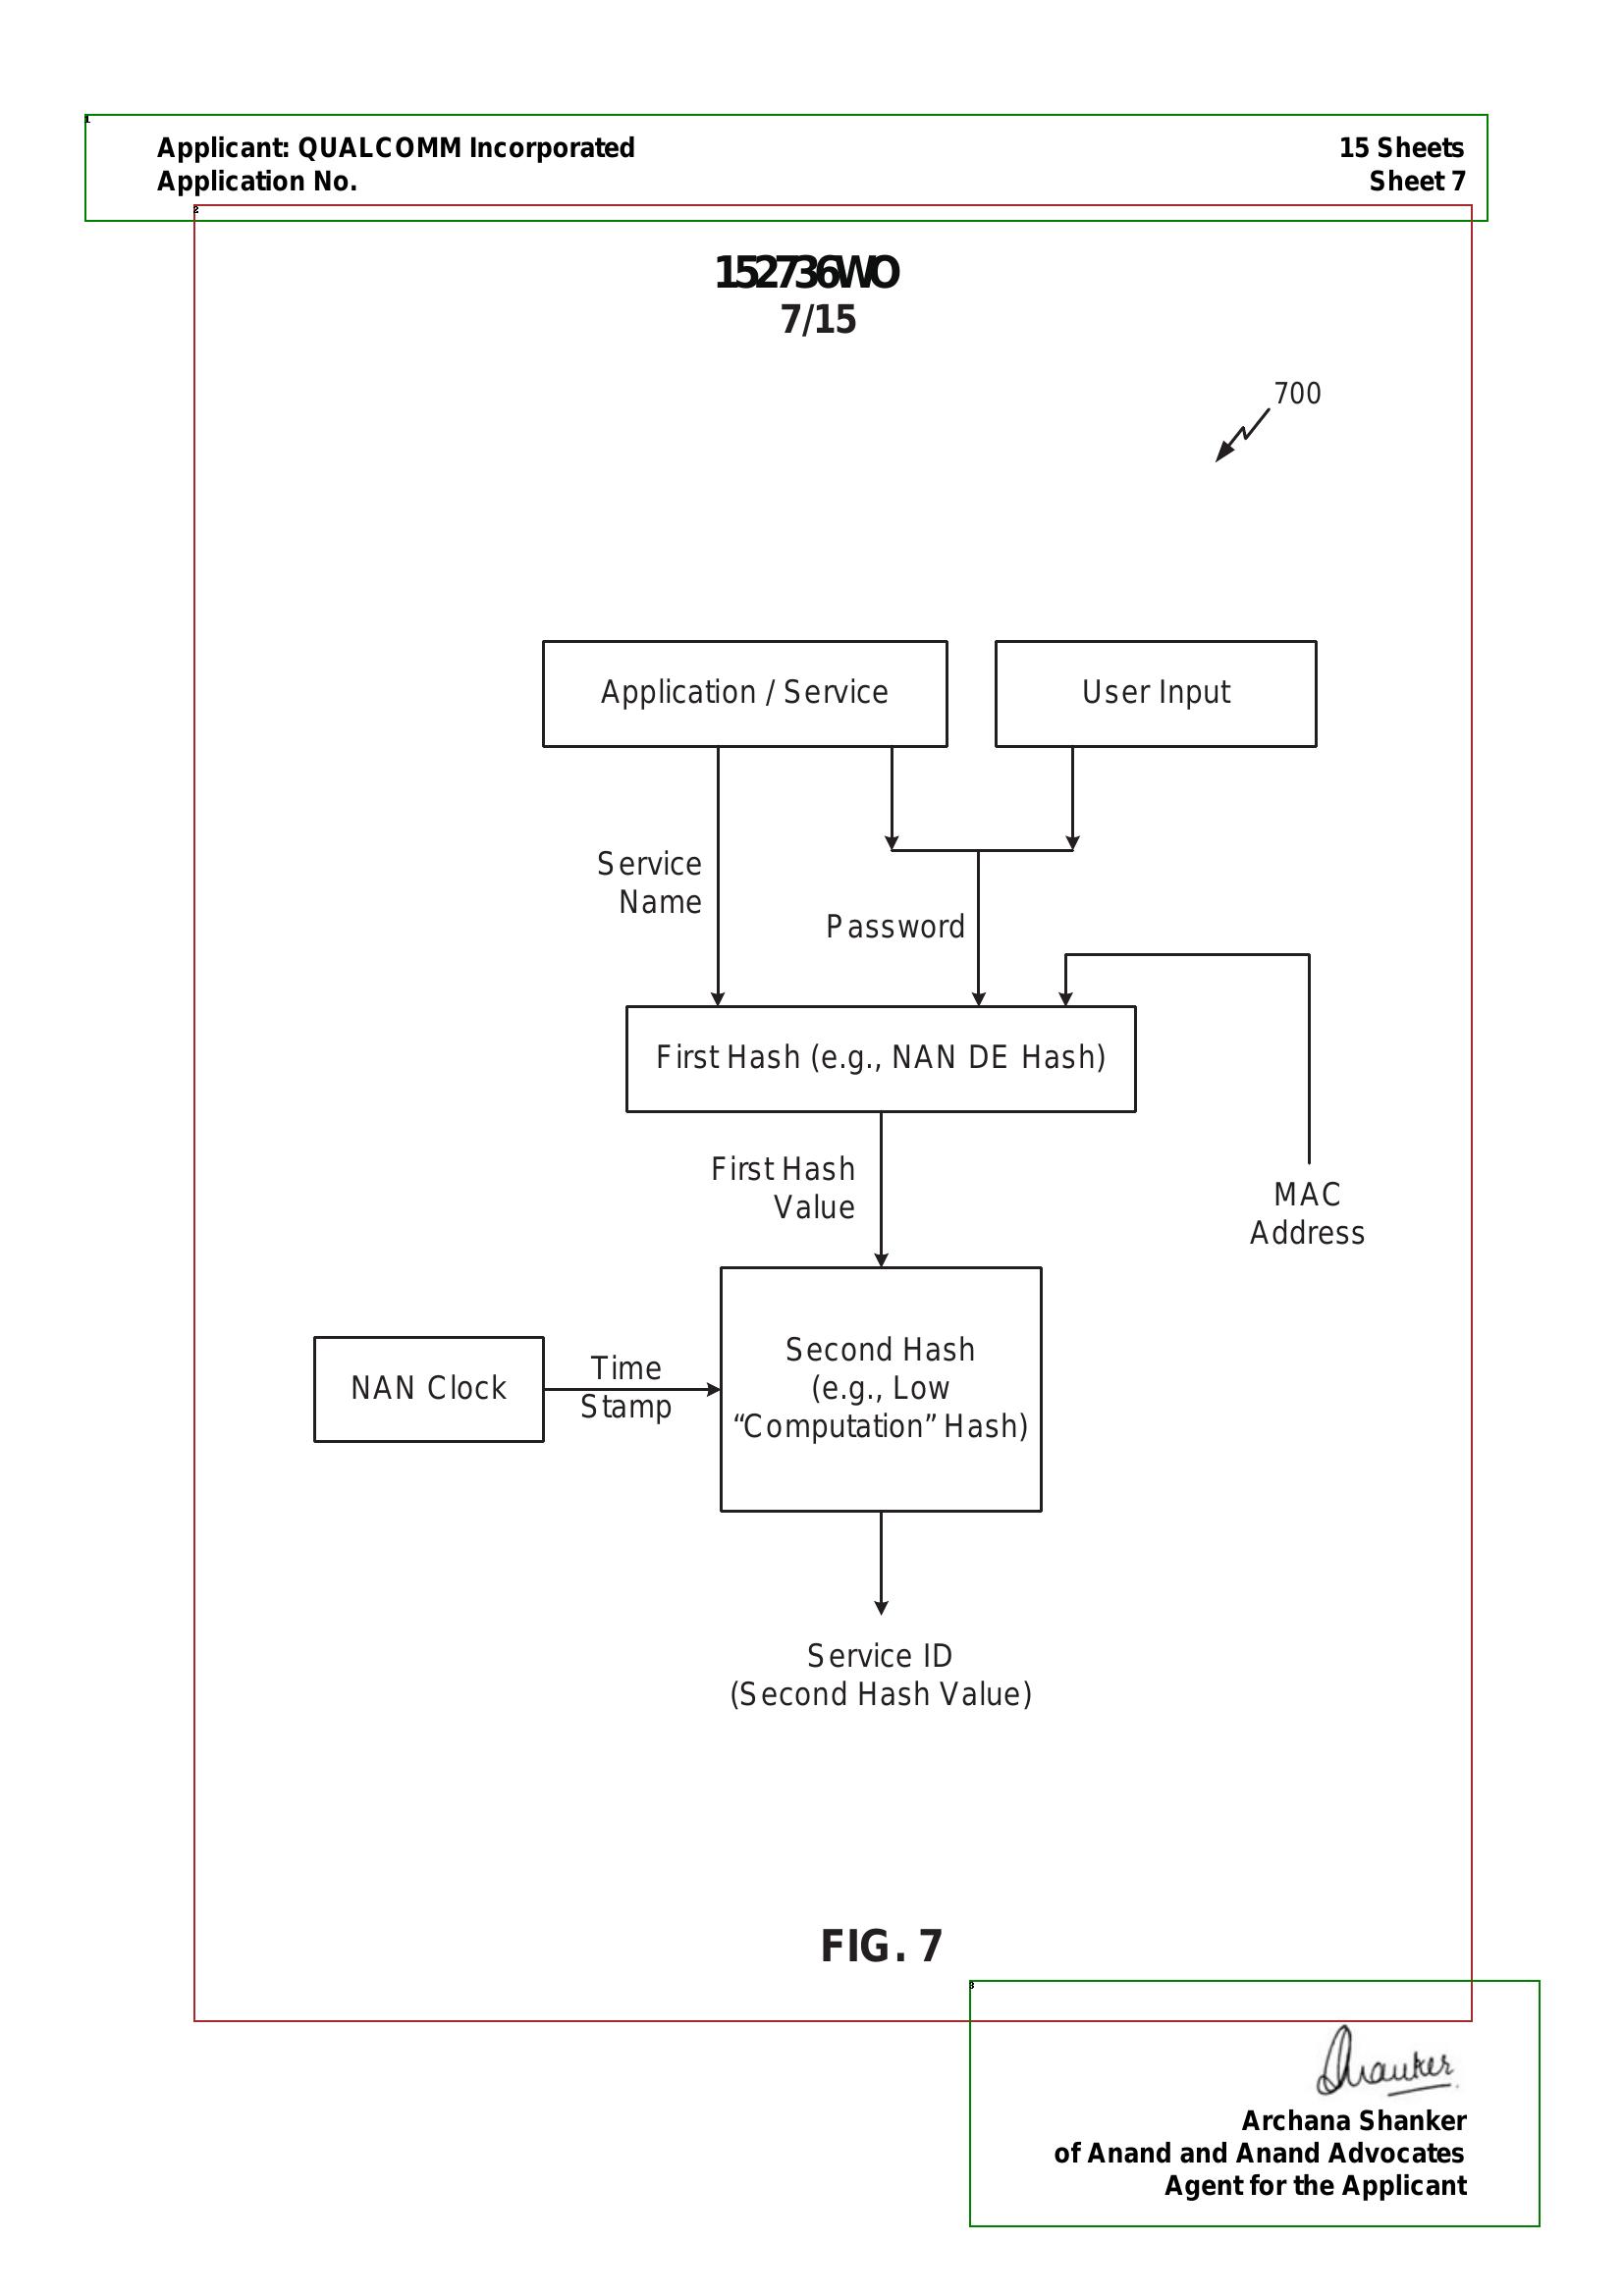 Applicant: QUALCOMM Incorporated
15 Sheets
Application No.
Sheet 7
1
2
152736WO
7/15
700
Application / Service
User Input
Service
Name
Password
First Hash (e.g., NAN DE Hash)
First Hash
Value
MAC
Address
NAN Clock
Time
Stamp
Second Hash
(e.g., Low
“Computation” Hash)
Service ID
(Second Hash Value)
FIG. 7
3
Shanker
Archana Shanker
of Anand and Anand Advocates
Agent for the Applicant